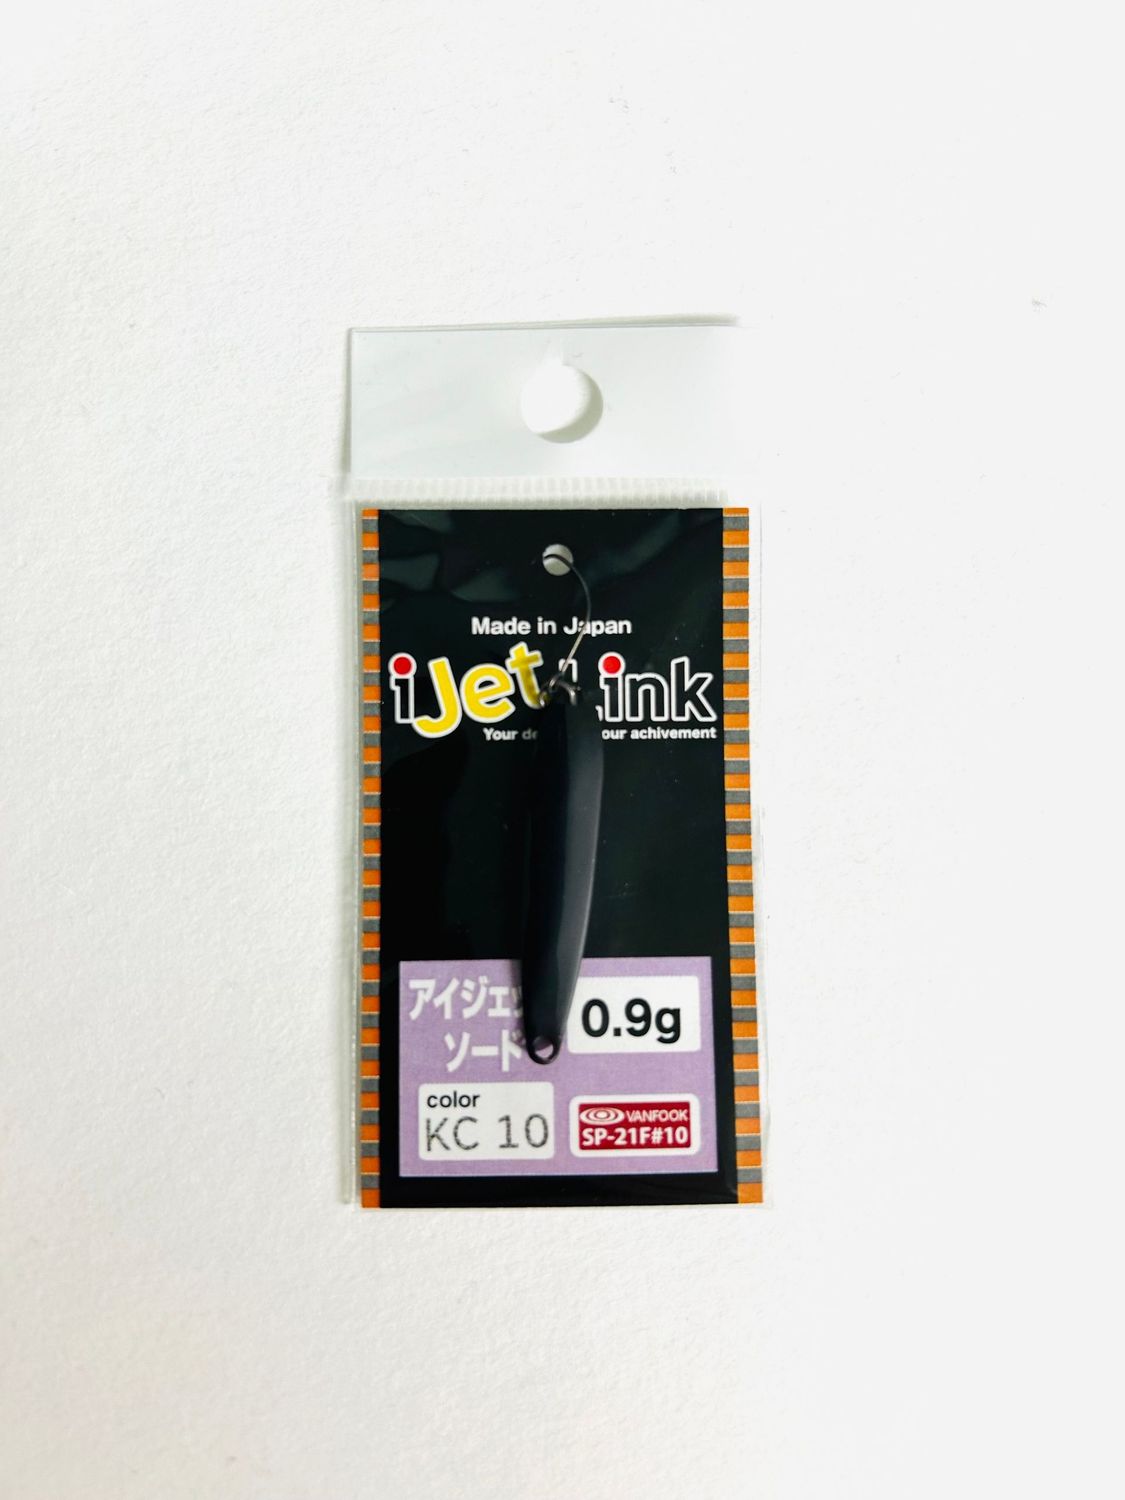 Made in Japan
iJet ink
Your our achivement
アイジェッ
ソード
0.9g
color
KC 10
VANFOOK
SP-21F#10